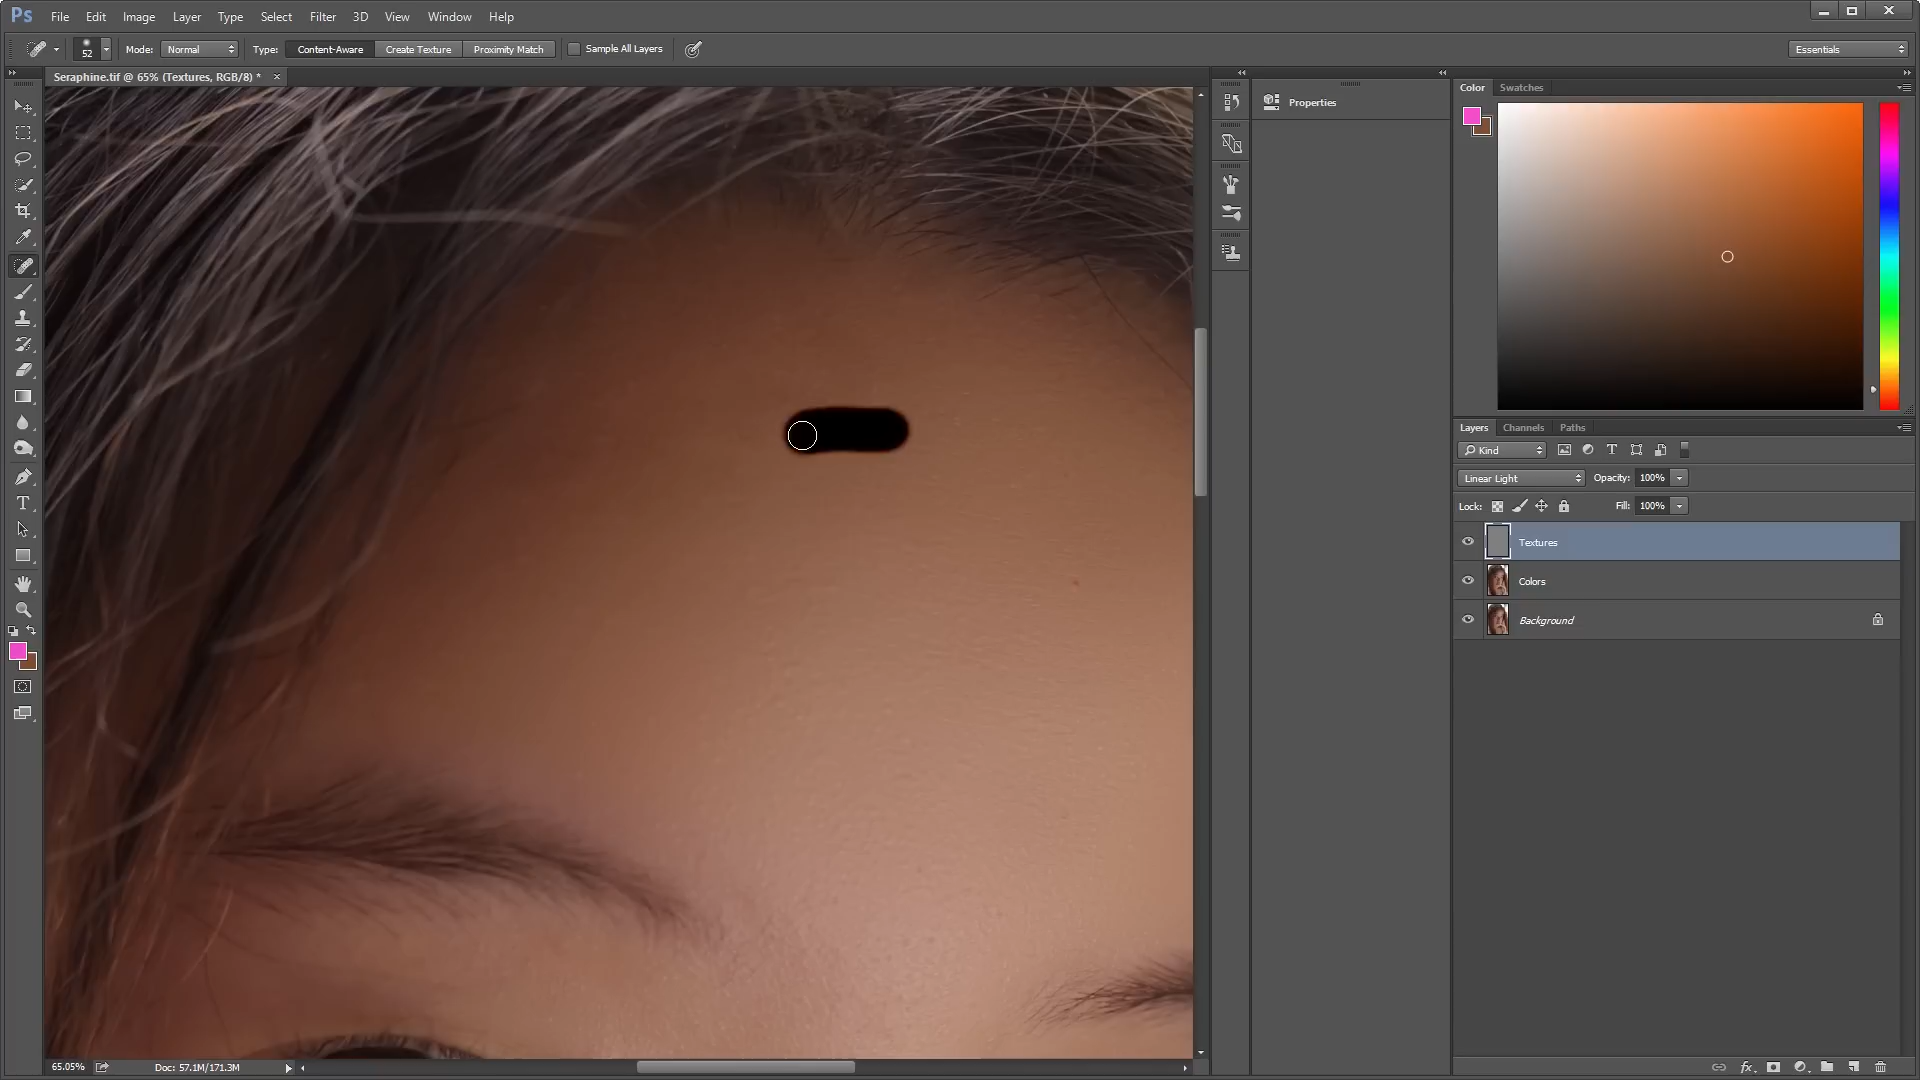 Ps File Edit Image Layer Type Select Filter 3D View Window Help
52 Mode: Normal Type: Content-Aware Create Texture Proximity Match Sample All Layers Essentials
Seraphine.tif @ 65% (Textures, RGB/8) *
Properties
Color Swatches
Layers Channels Paths
Kind
Linear Light Opacity: 100%
Lock: Fill: 100%
Textures
Colors
Background
65.05% Doc: 57.1M/171.3M